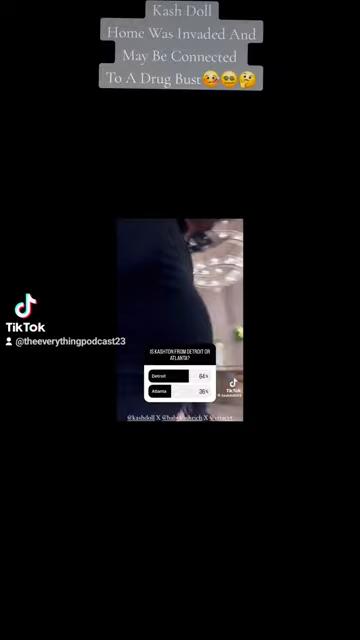 Kash Doll
Home Was Invaded And
May Be Connected
To A Drug Bust🤕😵‍💫🤔
IS KASHTON FROM DETROIT OR
ATLANTA?
Detroit 64%
Atlanta 36%
TikTok
TikTok
@theeverythingpodcast23
@kashdoll X